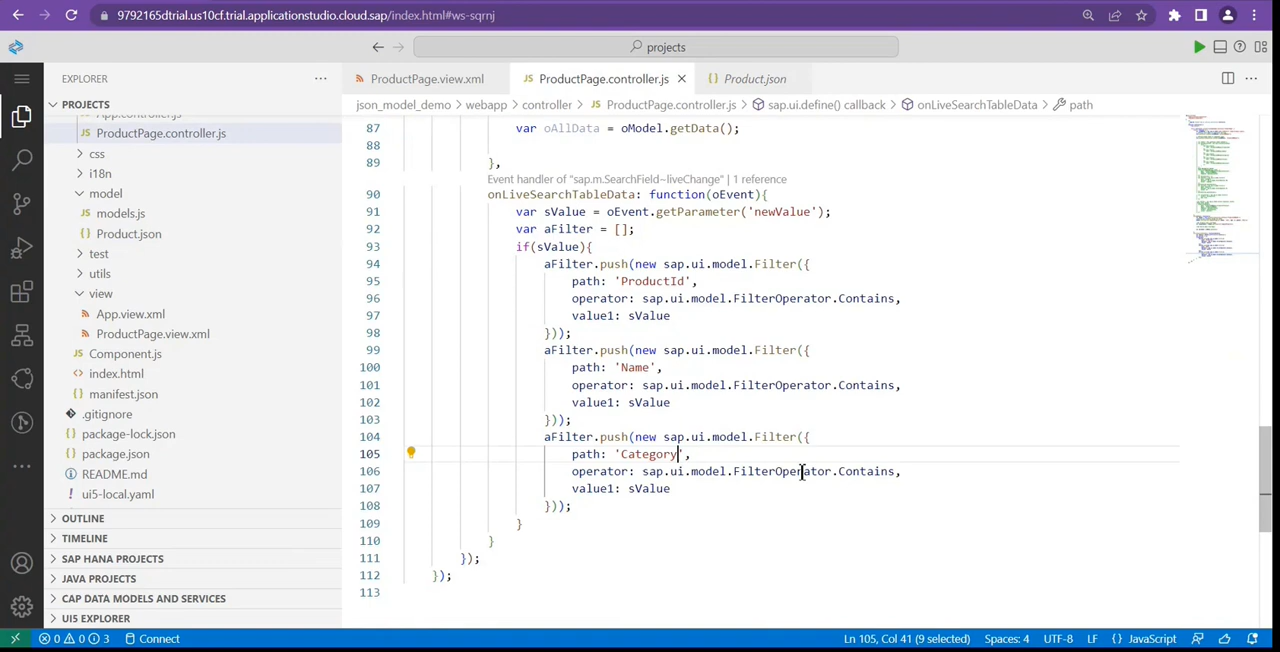 9792165dtrial.us10cf.trial.applicationstudio.cloud.sap/index.html#ws-sqrnj
projects
EXPLORER
PROJECTS
App.controller.js
ProductPage.controller.js
css
i18n
model
models.js
Product.json
test
utils
view
App.view.xml
ProductPage.view.xml
Component.js
index.html
manifest.json
.gitignore
package-lock.json
package.json
README.md
ui5-local.yaml
OUTLINE
TIMELINE
SAP HANA PROJECTS
JAVA PROJECTS
CAP DATA MODELS AND SERVICES
UI5 EXPLORER
ProductPage.view.xml
JS ProductPage.controller.js
{} Product.json
json_model_demo > webapp > controller > JS ProductPage.controller.js > sap.ui.define() callback > onLiveSearchTableData > path
87 var oAllData = oModel.getData();
88
89 },
Event handler of "sap.m.SearchField~liveChange" | 1 reference
90 onLiveSearchTableData: function(oEvent){
91 var sValue = oEvent.getParameter('newValue');
92 var aFilter = [];
93 if(sValue){
94 aFilter.push(new sap.ui.model.Filter({
95 path: 'ProductId',
96 operator: sap.ui.model.FilterOperator.Contains,
97 value1: sValue
98 }));
99 aFilter.push(new sap.ui.model.Filter({
100 path: 'Name',
101 operator: sap.ui.model.FilterOperator.Contains,
102 value1: sValue
103 }));
104 aFilter.push(new sap.ui.model.Filter({
105 path: 'Category',
106 operator: sap.ui.model.FilterOperator.Contains,
107 value1: sValue
108 }));
109 }
110 }
111 });
112 });
113
0 0 3 Connect
Ln 105, Col 41 (9 selected) Spaces: 4 UTF-8 LF {} JavaScript